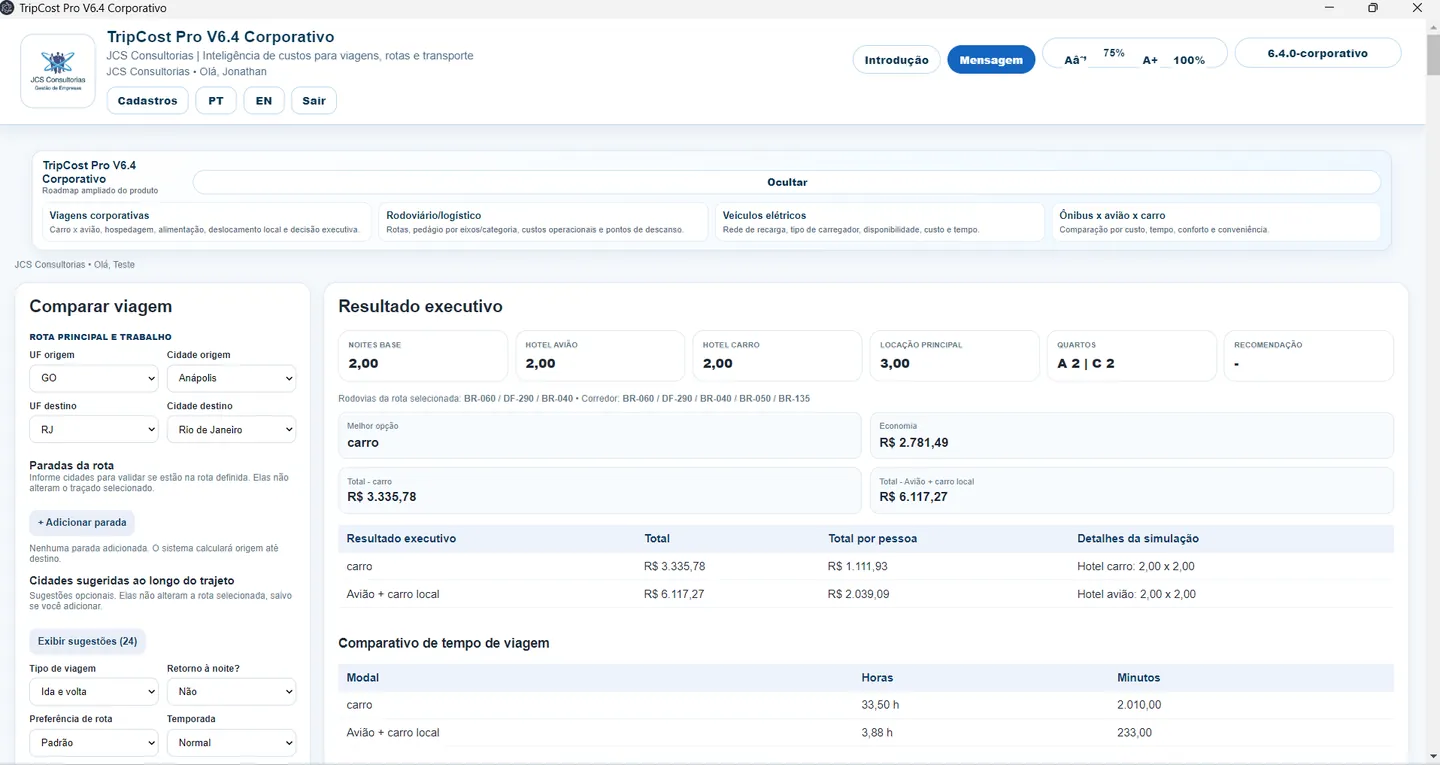 TripCost Pro V6.4 Corporativo
JCS Consultorias
Gestão de Empresas
TripCost Pro V6.4 Corporativo
JCS Consultorias | Inteligência de custos para viagens, rotas e transporte
JCS Consultorias • Olá, Jonathan
Cadastros PT EN Sair
Introdução Mensagem Aâˆ’ 75% A+ 100% 6.4.0-corporativo
TripCost Pro V6.4
Corporativo
Roadmap ampliado do produto
Ocultar
Viagens corporativas
Carro x avião, hospedagem, alimentação, deslocamento local e decisão executiva.
Rodoviário/logístico
Rotas, pedágio por eixos/categoria, custos operacionais e pontos de descanso.
Veículos elétricos
Rede de recarga, tipo de carregador, disponibilidade, custo e tempo.
Ônibus x avião x carro
Comparação por custo, tempo, conforto e conveniência.
JCS Consultorias • Olá, Teste
Comparar viagem
ROTA PRINCIPAL E TRABALHO
UF origem Cidade origem
GO Anápolis
UF destino Cidade destino
RJ Rio de Janeiro
Paradas da rota
Informe cidades para validar se estão na rota definida. Elas não
alteram o traçado selecionado.
+ Adicionar parada
Nenhuma parada adicionada. O sistema calculará origem até
destino.
Cidades sugeridas ao longo do trajeto
Sugestões opcionais. Elas não alteram a rota selecionada, salvo
se você adicionar.
Exibir sugestões (24)
Tipo de viagem Retorno à noite?
Ida e volta Não
Preferência de rota Temporada
Padrão Normal
Resultado executivo
NOITES BASE
2,00
HOTEL AVIÃO
2,00
HOTEL CARRO
2,00
LOCAÇÃO PRINCIPAL
3,00
QUARTOS
A 2 | C 2
RECOMENDAÇÃO
-
Rodovias da rota selecionada: BR-060 / DF-290 / BR-040 • Corredor: BR-060 / DF-290 / BR-040 / BR-050 / BR-135
Melhor opção
carro
Economia
R$ 2.781,49
Total - carro
R$ 3.335,78
Total - Avião + carro local
R$ 6.117,27
Resultado executivo Total Total por pessoa Detalhes da simulação
carro R$ 3.335,78 R$ 1.111,93 Hotel carro: 2,00 x 2,00
Avião + carro local R$ 6.117,27 R$ 2.039,09 Hotel avião: 2,00 x 2,00
Comparativo de tempo de viagem
Modal Horas Minutos
carro 33,50 h 2.010,00
Avião + carro local 3,88 h 233,00